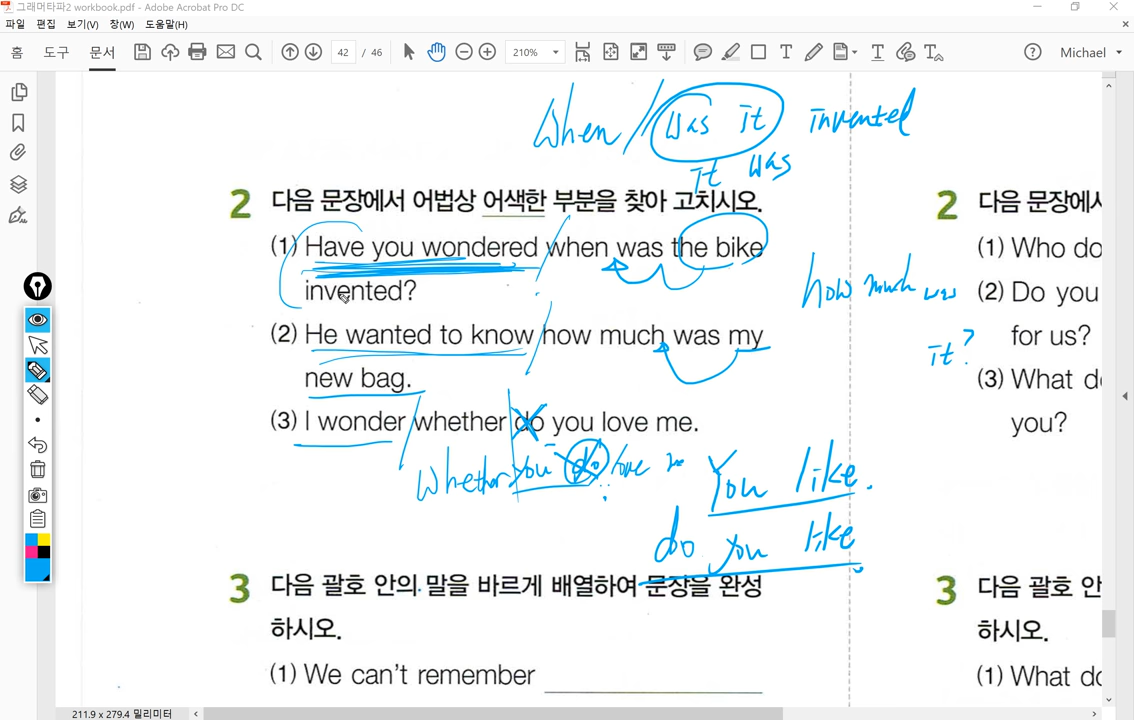 그래머타파2 workbook.pdf - Adobe Acrobat Pro DC
파일 편집 보기(V) 창(W) 도움말(H)
홈 도구 문서 42 / 46 210% Michael
When was it invented
it was
2 다음 문장에서 어법상 어색한 부분을 찾아 고치시오.
(1) Have you wondered when was the bike
invented?
(2) He wanted to know how much was my
new bag.
(3) I wonder whether do you love me.
how much was
it?
Whether you do love me
You like.
do you like.
3 다음 괄호 안의 말을 바르게 배열하여 문장을 완성
하시오.
(1) We can't remember
2 다음 문장에
(1) Who do
(2) Do you
for us?
(3) What d
you?
3 다음 괄호 안
하시오.
(1) What do
211.9 x 279.4 밀리미터